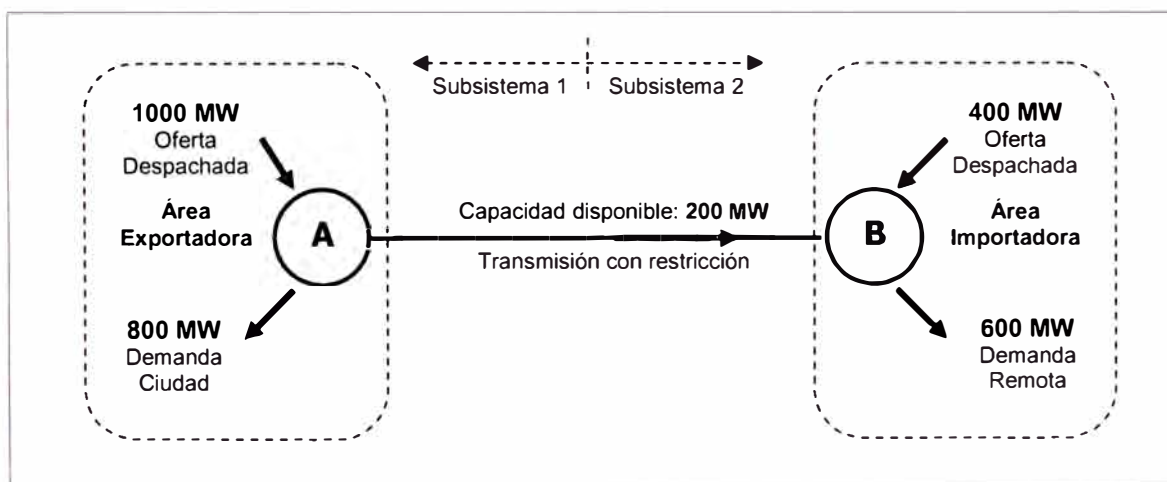 Subsistema 1
Subsistema 2
1000 MW
Oferta
Despachada
Área
Exportadora
A
800 MW
Demanda
Ciudad
Capacidad disponible: 200 MW
Transmisión con restricción
400 MW
Oferta
Despachada
B
Área
Importadora
600 MW
Demanda
Remota